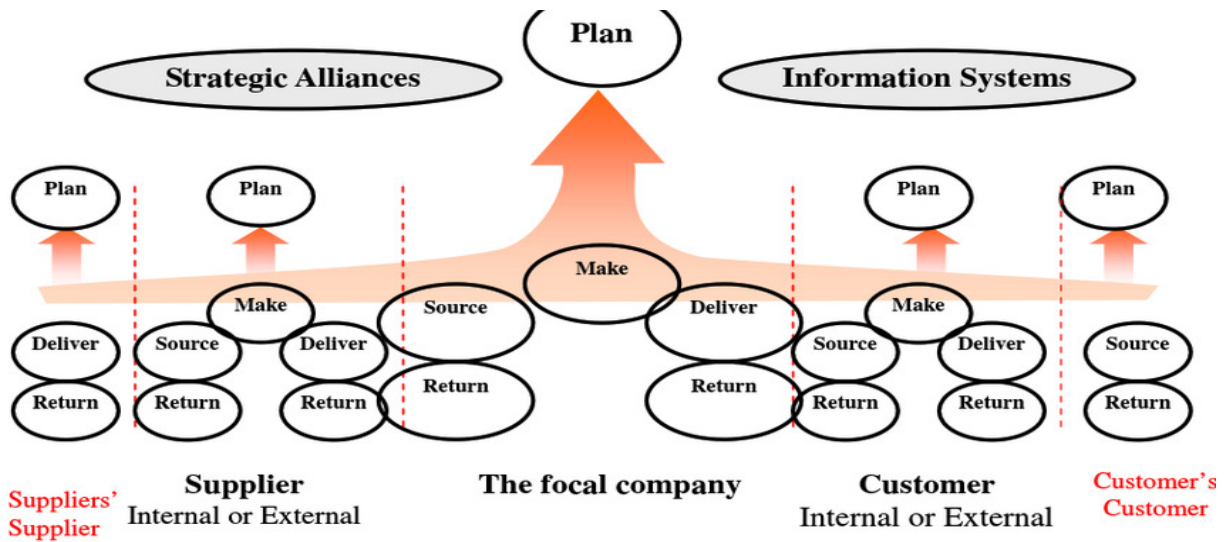 Plan
Strategic Alliances
Information Systems
Plan
Plan
Plan
Plan
Make
Make
Source
Deliver
Make
Deliver
Source
Deliver
Source
Deliver
Source
Return
Return
Return
Return
Return
Return
Return
Return
Suppliers'
Supplier
Supplier
Internal or External
The focal company
Customer
Internal or External
Customer's
Customer